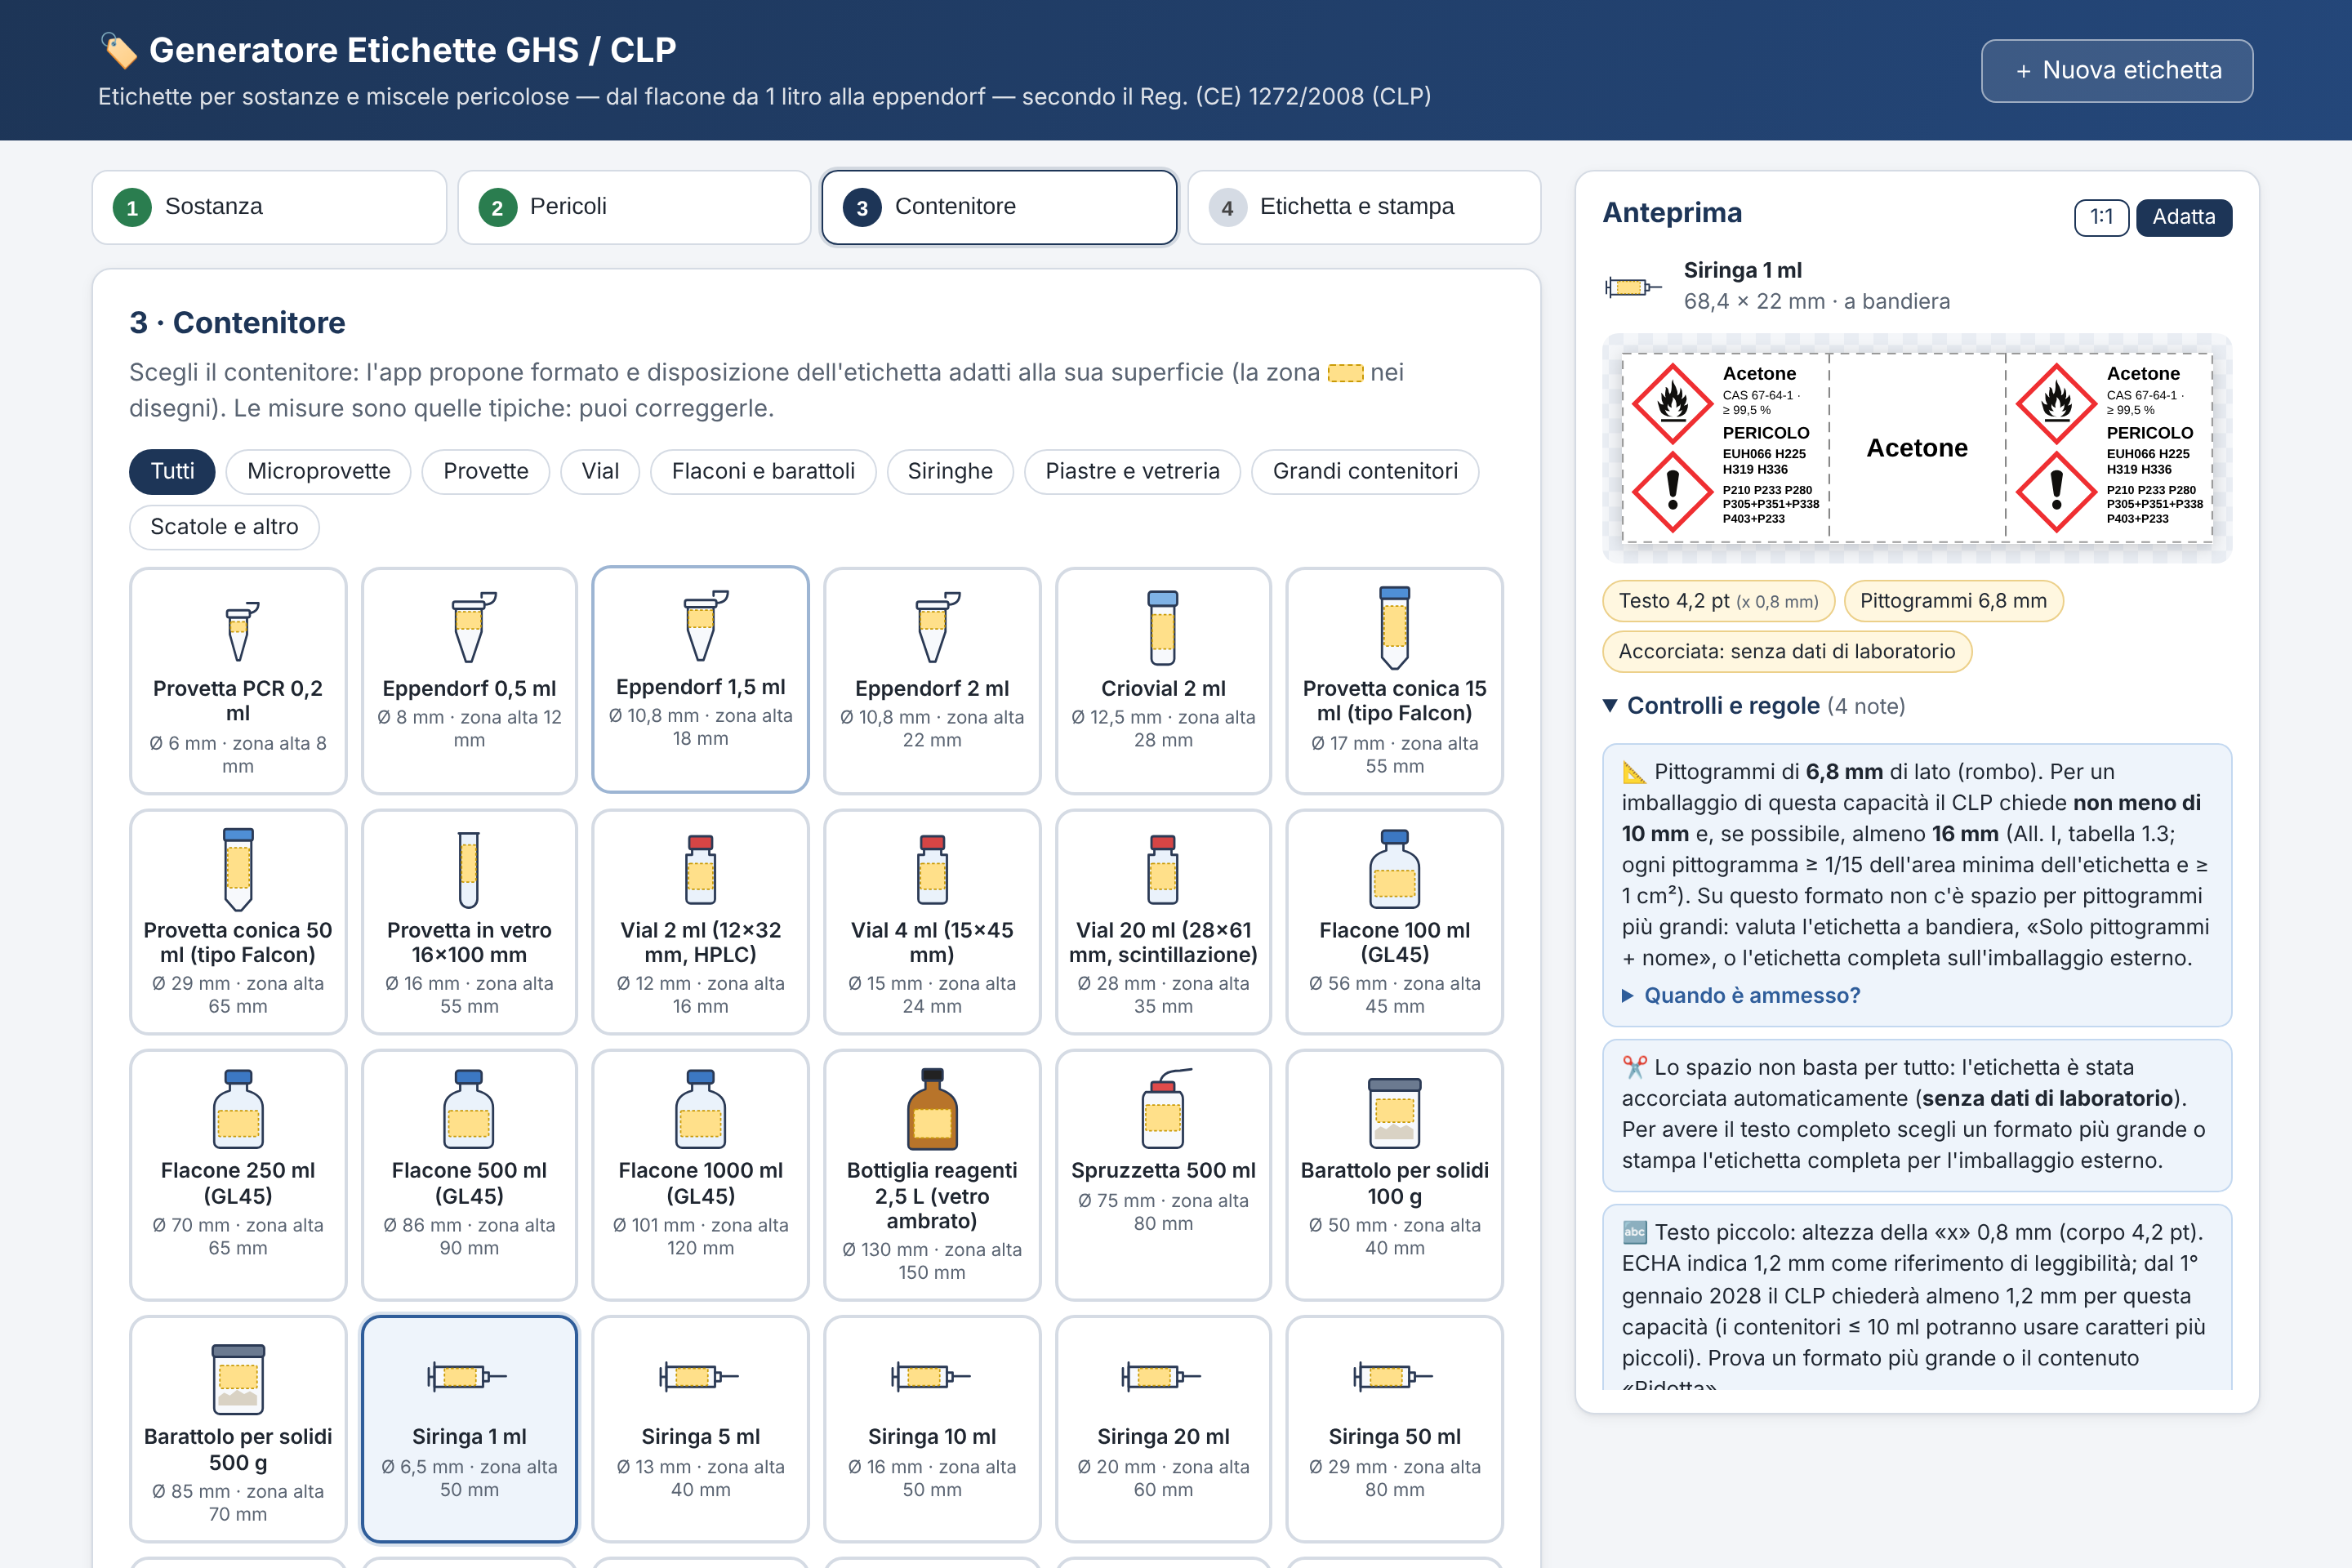 🏷️ Generatore Etichette GHS / CLP
Etichette per sostanze e miscele pericolose — dal flacone da 1 litro alla eppendorf — secondo il Reg. (CE) 1272/2008 (CLP)
+ Nuova etichetta
1 Sostanza
2 Pericoli
3 Contenitore
4 Etichetta e stampa
3 · Contenitore
Scegli il contenitore: l'app propone formato e disposizione dell'etichetta adatti alla sua superficie (la zona nei
disegni). Le misure sono quelle tipiche: puoi correggerle.
Tutti
Microprovette
Provette
Vial
Flaconi e barattoli
Siringhe
Piastre e vetreria
Grandi contenitori
Scatole e altro
Provetta PCR 0,2
ml
Ø 6 mm · zona alta 8
mm
Eppendorf 0,5 ml
Ø 8 mm · zona alta 12
mm
Eppendorf 1,5 ml
Ø 10,8 mm · zona alta
18 mm
Eppendorf 2 ml
Ø 10,8 mm · zona alta
22 mm
Criovial 2 ml
Ø 12,5 mm · zona alta
28 mm
Provetta conica 15
ml (tipo Falcon)
Ø 17 mm · zona alta
55 mm
Provetta conica 50
ml (tipo Falcon)
Ø 29 mm · zona alta
65 mm
Provetta in vetro
16×100 mm
Ø 16 mm · zona alta
55 mm
Vial 2 ml (12×32
mm, HPLC)
Ø 12 mm · zona alta
16 mm
Vial 4 ml (15×45
mm)
Ø 15 mm · zona alta
24 mm
Vial 20 ml (28×61
mm, scintillazione)
Ø 28 mm · zona alta
35 mm
Flacone 100 ml
(GL45)
Ø 56 mm · zona alta
45 mm
Flacone 250 ml
(GL45)
Ø 70 mm · zona alta
65 mm
Flacone 500 ml
(GL45)
Ø 86 mm · zona alta
90 mm
Flacone 1000 ml
(GL45)
Ø 101 mm · zona alta
120 mm
Bottiglia reagenti
2,5 L (vetro
ambrato)
Ø 130 mm · zona alta
150 mm
Spruzzetta 500 ml
Ø 75 mm · zona alta
80 mm
Barattolo per solidi
100 g
Ø 50 mm · zona alta
40 mm
Barattolo per solidi
500 g
Ø 85 mm · zona alta
70 mm
Siringa 1 ml
Ø 6,5 mm · zona alta
50 mm
Siringa 5 ml
Ø 13 mm · zona alta
40 mm
Siringa 10 ml
Ø 16 mm · zona alta
50 mm
Siringa 20 ml
Ø 20 mm · zona alta
60 mm
Siringa 50 ml
Ø 29 mm · zona alta
80 mm
Anteprima
1:1
Adatta
Siringa 1 ml
68,4 × 22 mm · a bandiera
Acetone
CAS 67-64-1 ·
≥ 99,5 %
PERICOLO
EUH066 H225
H319 H336
P210 P233 P280
P305+P351+P338
P403+P233
Acetone
Acetone
CAS 67-64-1 ·
≥ 99,5 %
PERICOLO
EUH066 H225
H319 H336
P210 P233 P280
P305+P351+P338
P403+P233
Testo 4,2 pt (x 0,8 mm)
Pittogrammi 6,8 mm
Accorciata: senza dati di laboratorio
▼ Controlli e regole (4 note)
📐 Pittogrammi di 6,8 mm di lato (rombo). Per un
imballaggio di questa capacità il CLP chiede non meno di
10 mm e, se possibile, almeno 16 mm (All. I, tabella 1.3;
ogni pittogramma ≥ 1/15 dell'area minima dell'etichetta e ≥
1 cm²). Su questo formato non c'è spazio per pittogrammi
più grandi: valuta l'etichetta a bandiera, «Solo pittogrammi
+ nome», o l'etichetta completa sull'imballaggio esterno.
▶ Quando è ammesso?
✂️ Lo spazio non basta per tutto: l'etichetta è stata
accorciata automaticamente (senza dati di laboratorio).
Per avere il testo completo scegli un formato più grande o
stampa l'etichetta completa per l'imballaggio esterno.
🔤 Testo piccolo: altezza della «x» 0,8 mm (corpo 4,2 pt).
ECHA indica 1,2 mm come riferimento di leggibilità; dal 1°
gennaio 2028 il CLP chiederà almeno 1,2 mm per questa
capacità (i contenitori ≤ 10 ml potranno usare caratteri più
piccoli). Prova un formato più grande o il contenuto
«Ridotta»